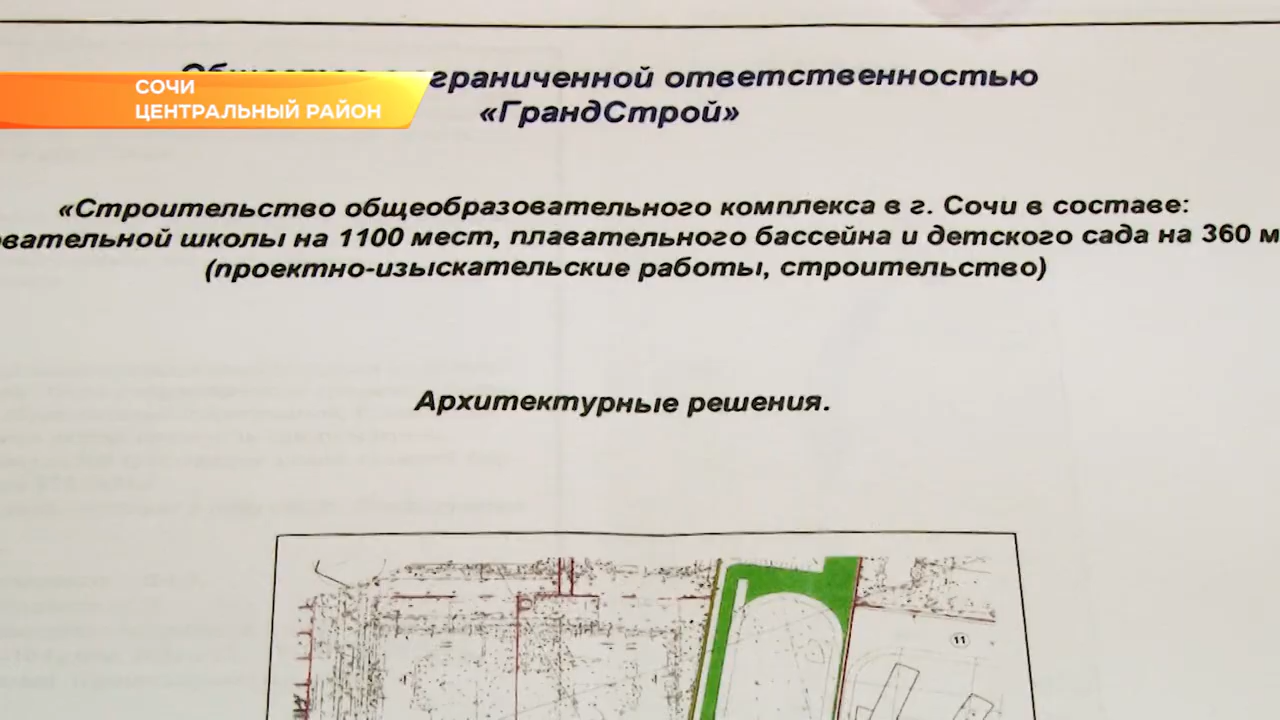 СОЧИ
ЦЕНТРАЛЬНЫЙ РАЙОН
ограниченной ответственностью
«ГрандСтрой»
«Строительство общеобразовательного комплекса в г. Сочи в составе:
овательной школы на 1100 мест, плавательного бассейна и детского сада на 360 м
(проектно-изыскательские работы, строительство)
Архитектурные решения.
11